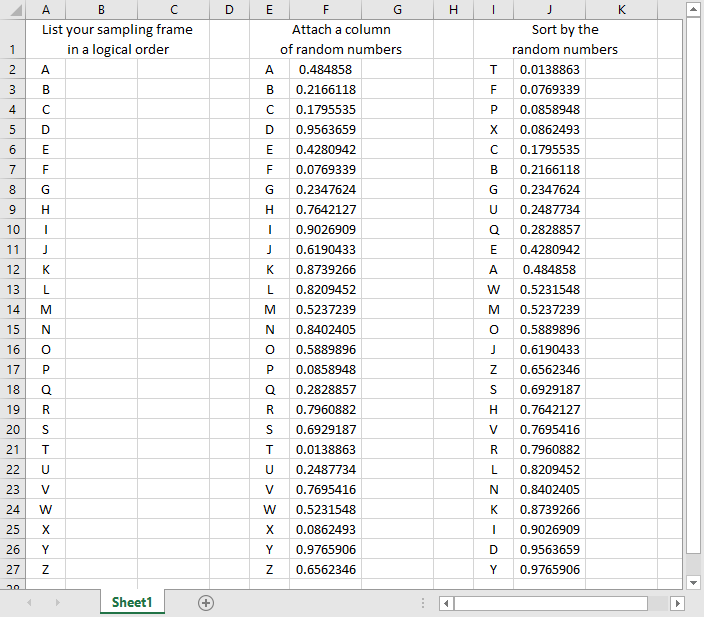 A B C D E F G H I J K
List your sampling frame Attach a column Sort by the
1 in a logical order of random numbers random numbers
2 A A 0.484858 T 0.0138863
3 B B 0.2166118 F 0.0769339
4 C C 0.1795535 P 0.0858948
5 D D 0.9563659 X 0.0862493
6 E E 0.4280942 C 0.1795535
7 F F 0.0769339 B 0.2166118
8 G G 0.2347624 G 0.2347624
9 H H 0.7642127 U 0.2487734
10 I I 0.9026909 Q 0.2828857
11 J J 0.6190433 E 0.4280942
12 K K 0.8739266 A 0.484858
13 L L 0.8209452 W 0.5231548
14 M M 0.5237239 M 0.5237239
15 N N 0.8402405 O 0.5889896
16 O O 0.5889896 J 0.6190433
17 P P 0.0858948 Z 0.6562346
18 Q Q 0.2828857 S 0.6929187
19 R R 0.7960882 H 0.7642127
20 S S 0.6929187 V 0.7695416
21 T T 0.0138863 R 0.7960882
22 U U 0.2487734 L 0.8209452
23 V V 0.7695416 N 0.8402405
24 W W 0.5231548 K 0.8739266
25 X X 0.0862493 I 0.9026909
26 Y Y 0.9765906 D 0.9563659
27 Z Z 0.6562346 Y 0.9765906
28
Sheet1